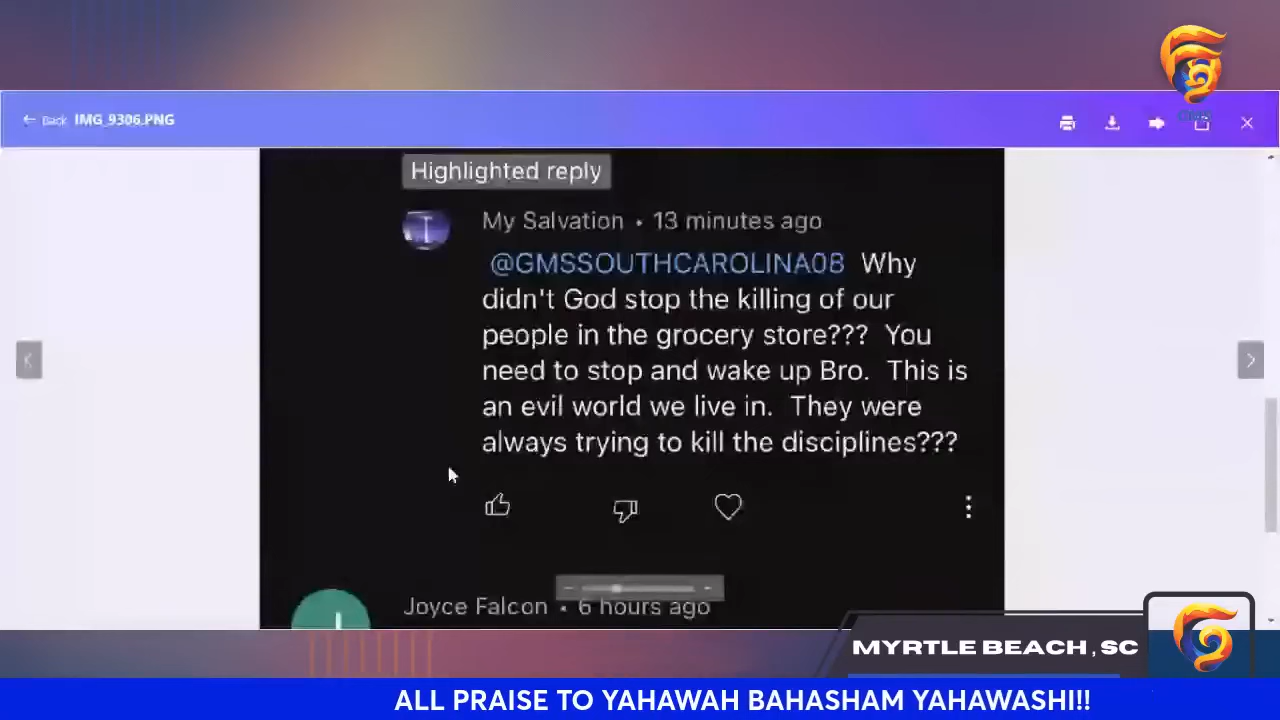 Back IMG_9306.PNG
Highlighted reply
My Salvation • 13 minutes ago
@GMSSOUTHCAROLINA08 Why
didn't God stop the killing of our
people in the grocery store??? You
need to stop and wake up Bro. This is
an evil world we live in. They were
always trying to kill the disciplines???
Joyce Falcon • 6 hours ago
MYRTLE BEACH , SC
ALL PRAISE TO YAHAWAH BAHASHAM YAHAWASHI!!